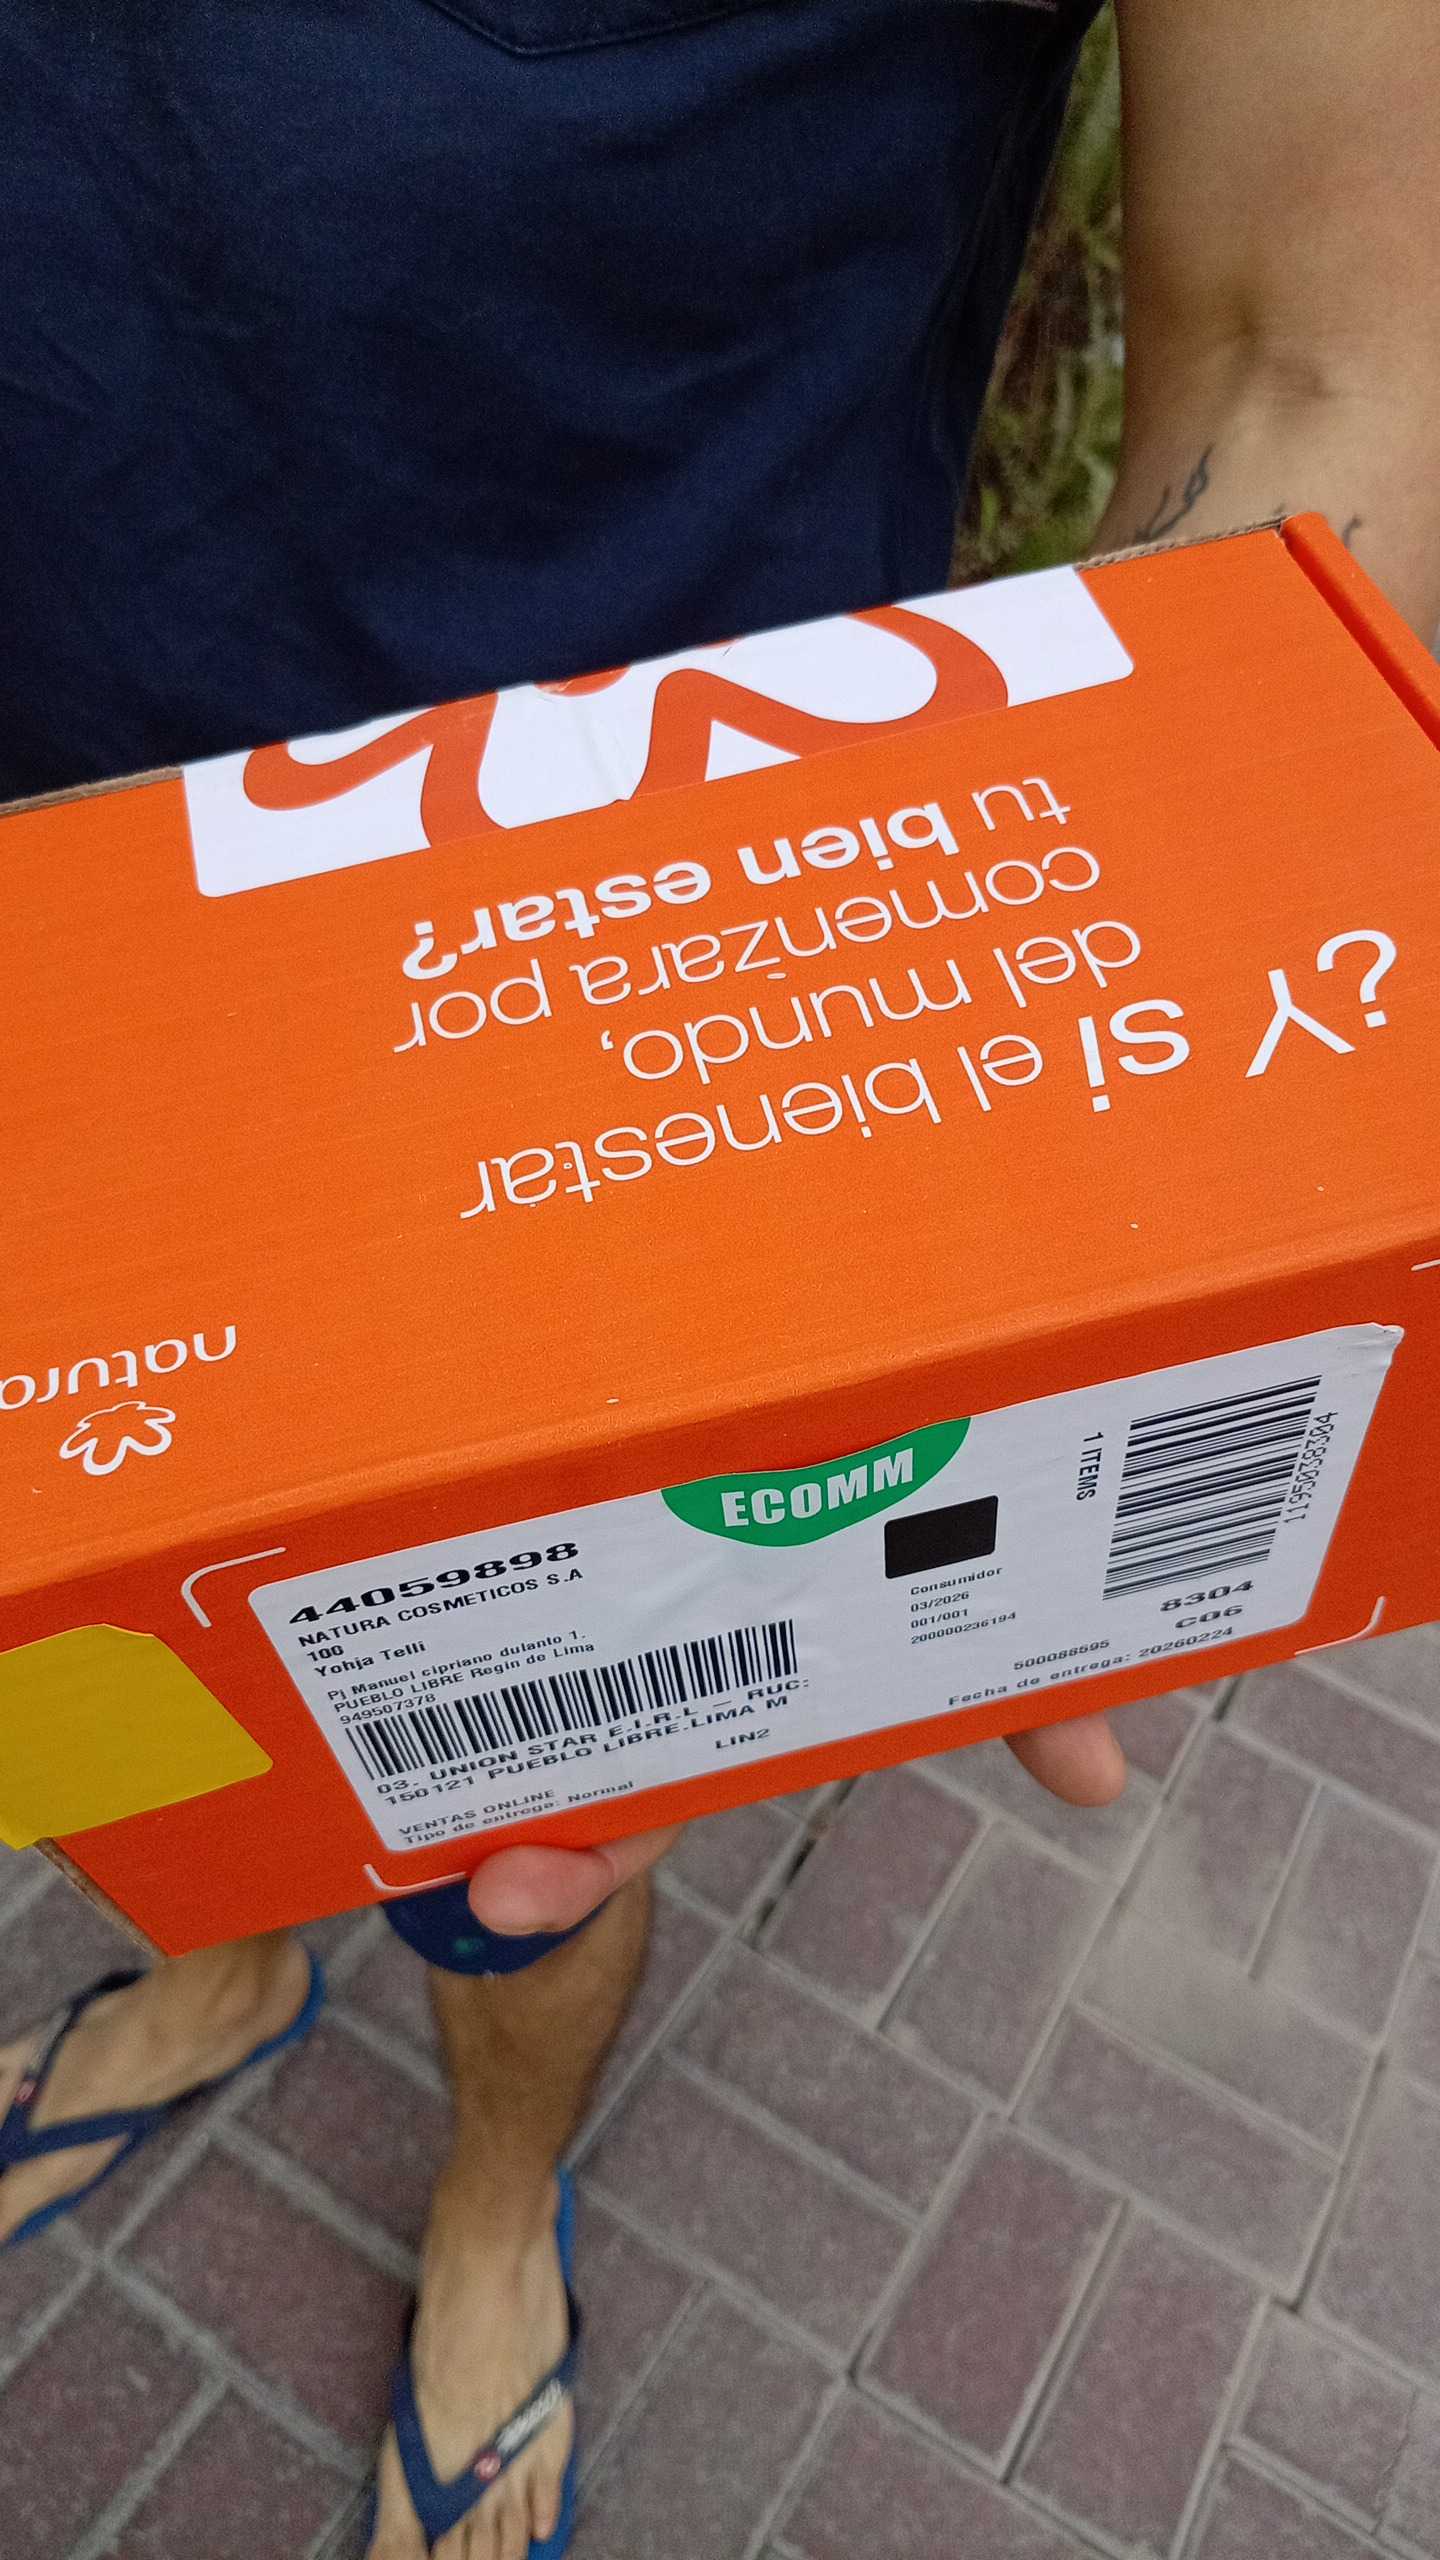 ¿Y si el bienestar
del mundo,
comenzara por
tu bien estar?
natura
ECOMM
44059898
NATURA COSMETICOS S.A
100
Yohja Telli
Pj Manuel cipriano dulanto 1.
PUEBLO LIBRE Regin de Lima
949507378
03. UNION STAR E.I.R.L — RUC:
150121 PUEBLO LIBRE.LIMA M
LIN2
VENTAS ONLINE
Tipo de entrega: Normal
Consumidor
03/2026
001/001
200000236194
1 ITEMS
1195038304
8304
C06
500088595
Fecha de entrega: 20260224